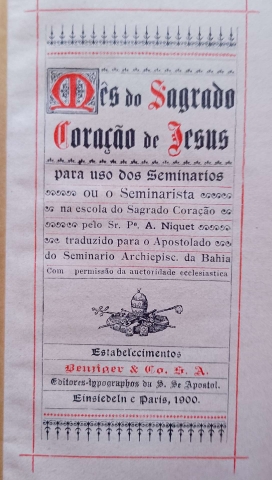 Mês do Sagrado
Coração de Jesus
para uso dos Seminarios
ou o Seminarista
na escola do Sagrado Coração
pelo Sr. Pe. A. Niquet
traduzido para o Apostolado
do Seminario Archiepisc. da Bahia
Com permissão da auctoridade ecclesiastica
Estabelecimentos
Benziger & Co. S. A.
Editores-typographos da S. Se Apostol.
Einsiedeln e Paris, 1900.